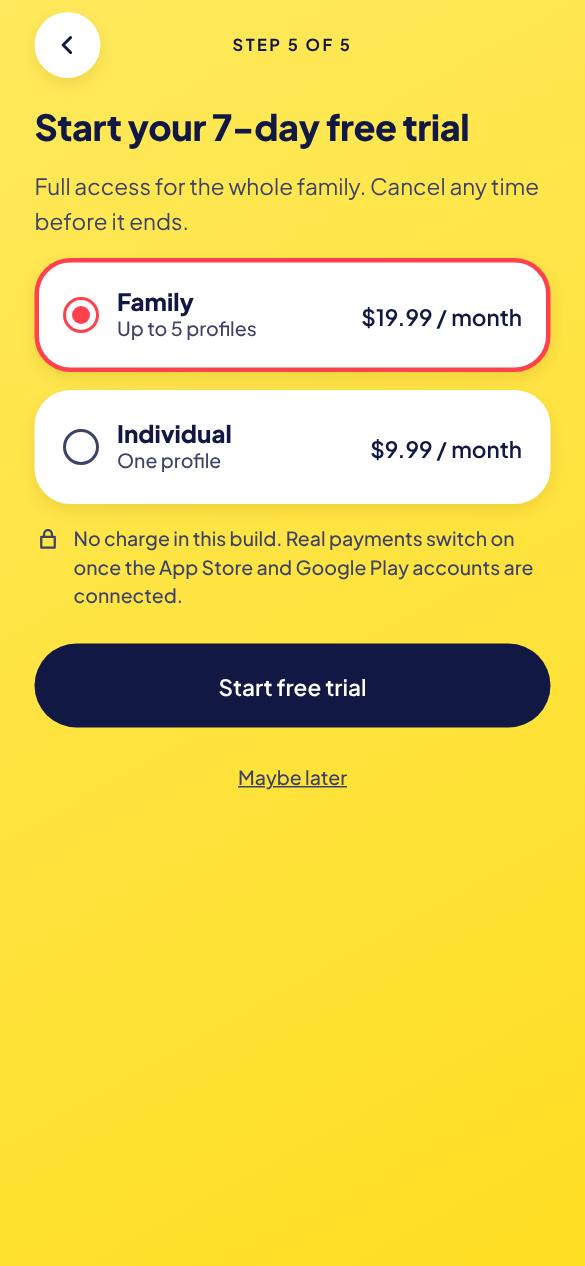 STEP 5 OF 5
Start your 7-day free trial
Full access for the whole family. Cancel any time
before it ends.
Family
Up to 5 profiles
$19.99 / month
Individual
One profile
$9.99 / month
No charge in this build. Real payments switch on
once the App Store and Google Play accounts are
connected.
Start free trial
Maybe later